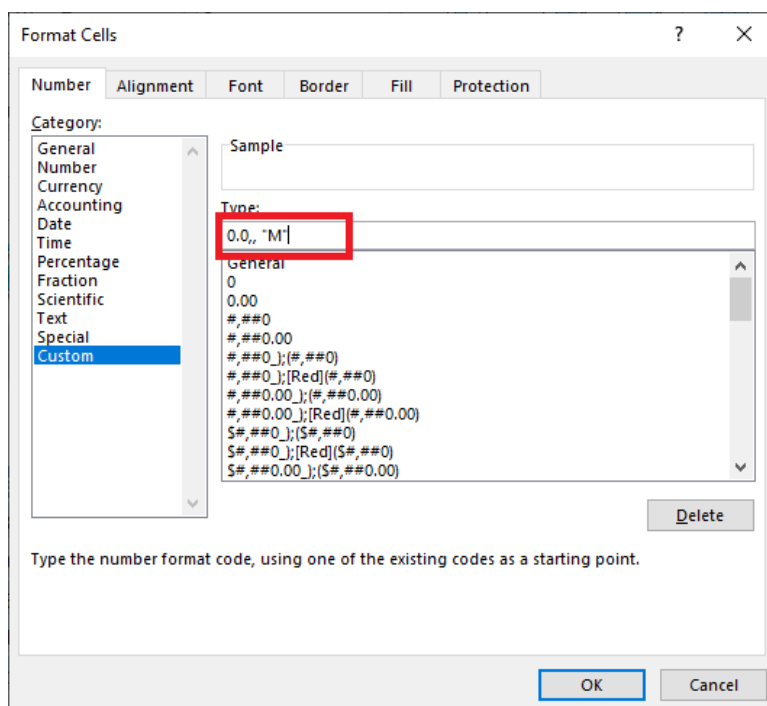 Format Cells ? ×
Number Alignment Font Border Fill Protection
Category:
General
Number
Currency
Accounting
Date
Time
Percentage
Fraction
Scientific
Text
Special
Custom
Sample
Type:
0.0,, "M"
General
0
0.00
#,##0
#,##0.00
#,##0_);(#,##0)
#,##0_);[Red](#,##0)
#,##0.00_);(#,##0.00)
#,##0.00_);[Red](#,##0.00)
$#,##0_);($#,##0)
$#,##0_);[Red]($#,##0)
$#,##0.00_);($#,##0.00)
Delete
Type the number format code, using one of the existing codes as a starting point.
OK Cancel